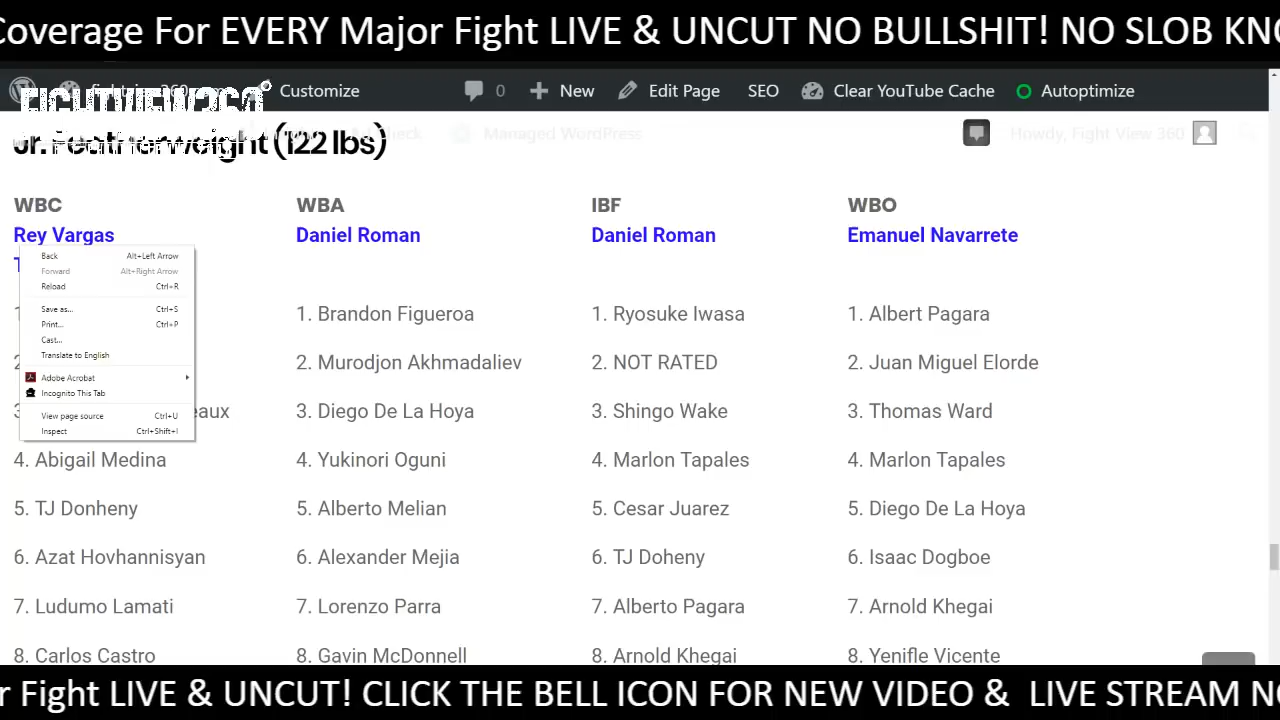 Coverage For EVERY Major Fight LIVE & UNCUT NO BULLSHIT! NO SLOB KN
FIGHTVIEW360
Customize 0 New Edit Page SEO Clear YouTube Cache Autoptimize
Managed WordPress Howdy, Fight View 360
Jr. Featherweight (122 lbs)
WBC WBA IBF WBO
Rey Vargas Daniel Roman Daniel Roman Emanuel Navarrete
Back Alt+Left Arrow
Forward Alt+Right Arrow
Reload Ctrl+R
Save as... Ctrl+S
Print... Ctrl+P
Cast...
Translate to English
Adobe Acrobat
Incognito This Tab
View page source Ctrl+U
Inspect Ctrl+Shift+I
1. Brandon Figueroa 1. Ryosuke Iwasa 1. Albert Pagara
2. Murodjon Akhmadaliev 2. NOT RATED 2. Juan Miguel Elorde
eaux 3. Diego De La Hoya 3. Shingo Wake 3. Thomas Ward
4. Abigail Medina 4. Yukinori Oguni 4. Marlon Tapales 4. Marlon Tapales
5. TJ Donheny 5. Alberto Melian 5. Cesar Juarez 5. Diego De La Hoya
6. Azat Hovhannisyan 6. Alexander Mejia 6. TJ Doheny 6. Isaac Dogboe
7. Ludumo Lamati 7. Lorenzo Parra 7. Alberto Pagara 7. Arnold Khegai
8. Carlos Castro 8. Gavin McDonnell 8. Arnold Khegai 8. Yenifle Vicente
r Fight LIVE & UNCUT! CLICK THE BELL ICON FOR NEW VIDEO & LIVE STREAM NO